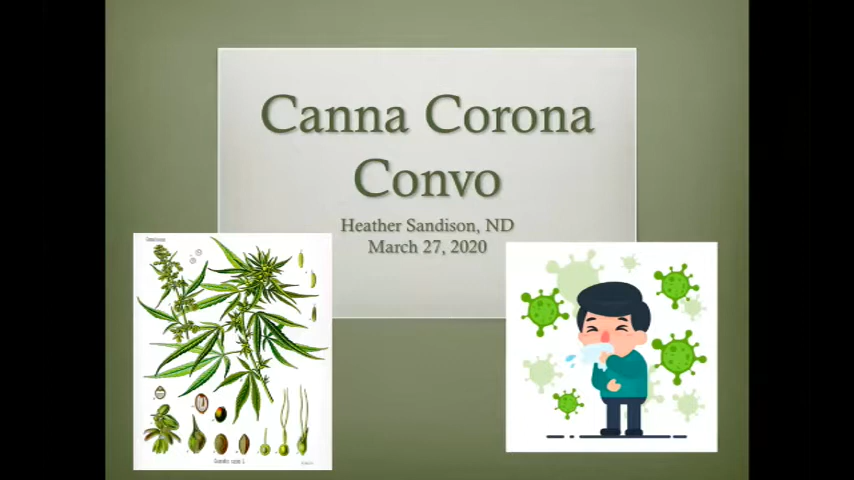 Canna Corona
Convo
Heather Sandison, ND
March 27, 2020